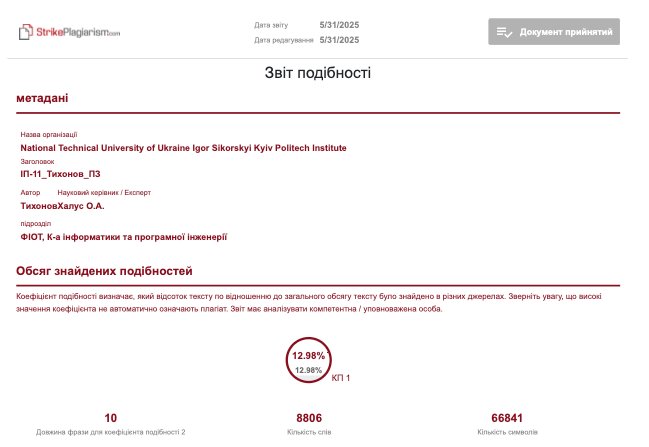 StrikePlagiarism.com
Дата звіту 5/31/2025
Дата редагування 5/31/2025
Документ прийнятий
Звіт подібності
метадані
Назва організації
National Technical University of Ukraine Igor Sikorskyi Kyiv Politech Institute
Заголовок
ІП-11_Тихонов_ПЗ
Автор Науковий керівник / Експерт
ТихоновХалус О.А.
підрозділ
ФІОТ, К-а інформатики та програмної інженерії
Обсяг знайдених подібностей
Коефіцієнт подібності визначає, який відсоток тексту по відношенню до загального обсягу тексту було знайдено в різних джерелах. Зверніть увагу, що високі
значення коефіцієнта не автоматично означають плагіат. Звіт має аналізувати компетентна / уповноважена особа.
12.98%
12.98%
КП 1
10 8806 66841
Довжина фрази для коефіцієнта подібності 2 Кількість слів Кількість символів